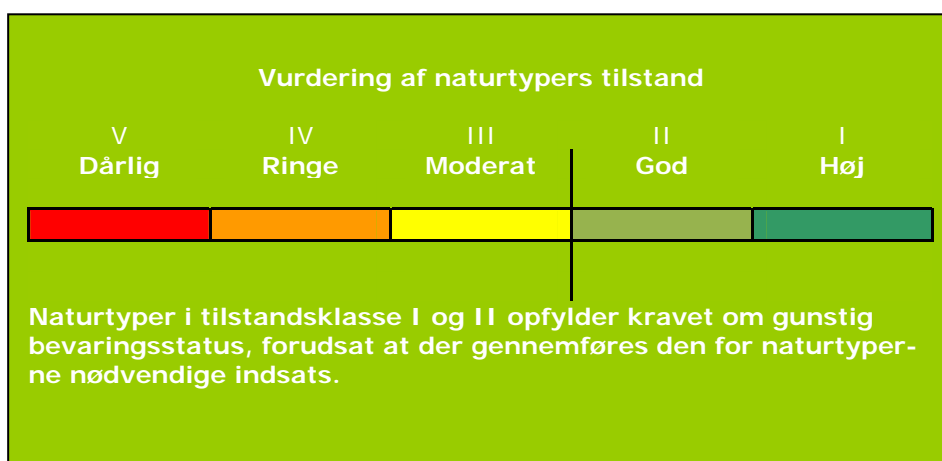 Vurdering af naturtypers tilstand
V IV III II I
Dårlig Ringe Moderat God Høj
Naturtyper i tilstandsklasse I og II opfylder kravet om gunstig
bevaringsstatus, forudsat at der gennemføres den for naturtyper-
ne nødvendige indsats.